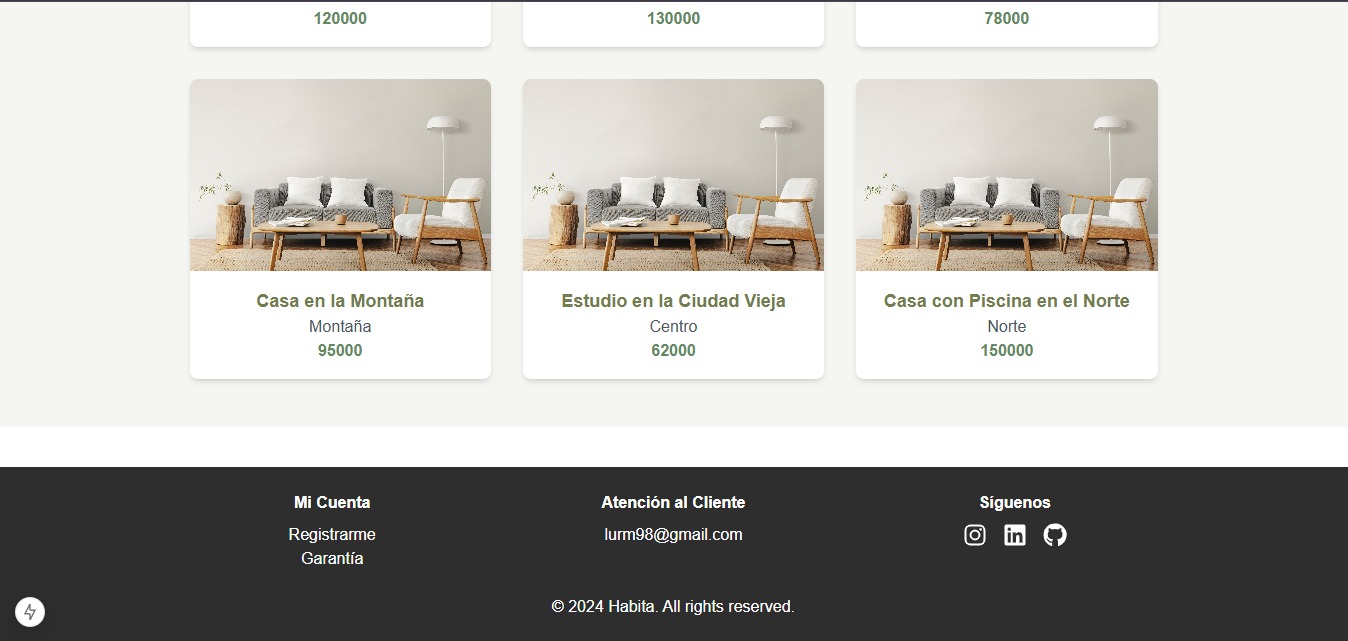 120000
130000
78000
Casa en la Montaña
Montaña
95000
Estudio en la Ciudad Vieja
Centro
62000
Casa con Piscina en el Norte
Norte
150000
Mi Cuenta
Registrarme
Garantía
Atención al Cliente
lurm98@gmail.com
Síguenos
in
© 2024 Habita. All rights reserved.